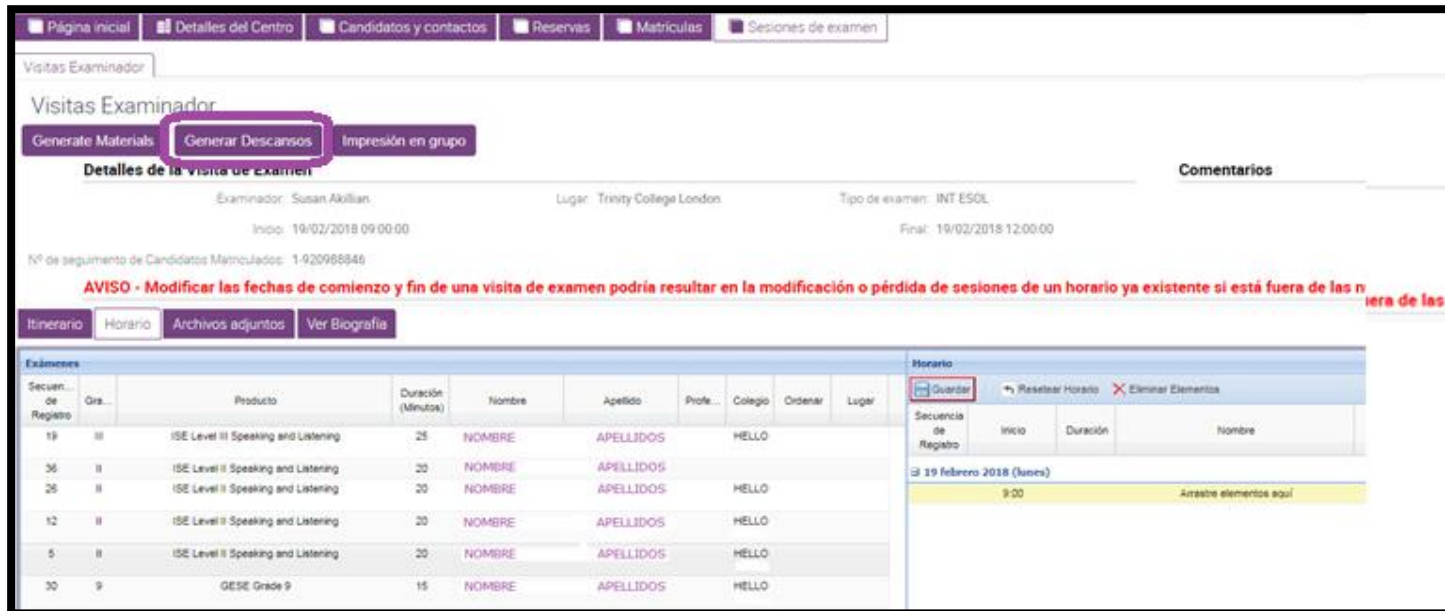 Página inicial Detalles del Centro Candidatos y contactos Reservas Matrículas Sesiones de examen
Visitas Examinador
Visitas Examinador
Generate Materials Generar Descansos Impresión en grupo
Detalles de la Visita de Examen Comentarios
Examinador: Susan Akillian Lugar: Trinity College London Tipo de examen: INT ESOL
Inicio: 19/02/2018 09:00:00 Final: 19/02/2018 12:00:00
Nº de seguimento de Candidatos Matriculados: 1-920988846
AVISO - Modificar las fechas de comienzo y fin de una visita de examen podría resultar en la modificación o pérdida de sesiones de un horario ya existente si está fuera de las
fuera de las
Itinerario Horario Archivos adjuntos Ver Biografía
Exámenes Horario
Secuen... de Registro Gra... Producto Duración (Minutos) Nombre Apellido Profe... Colegio Ordenar Lugar
Guardar Resetear Horario Eliminar Elementos
Secuencia de Registro Inicio Duración Nombre
19 III ISE Level III Speaking and Listening 25 NOMBRE APELLIDOS HELLO
36 II ISE Level II Speaking and Listening 20 NOMBRE APELLIDOS
19 febrero 2018 (lunes)
26 II ISE Level II Speaking and Listening 20 NOMBRE APELLIDOS HELLO
9:00 Arrastre elementos aquí
12 II ISE Level II Speaking and Listening 20 NOMBRE APELLIDOS HELLO
5 II ISE Level II Speaking and Listening 20 NOMBRE APELLIDOS HELLO
30 9 GESE Grade 9 15 NOMBRE APELLIDOS HELLO